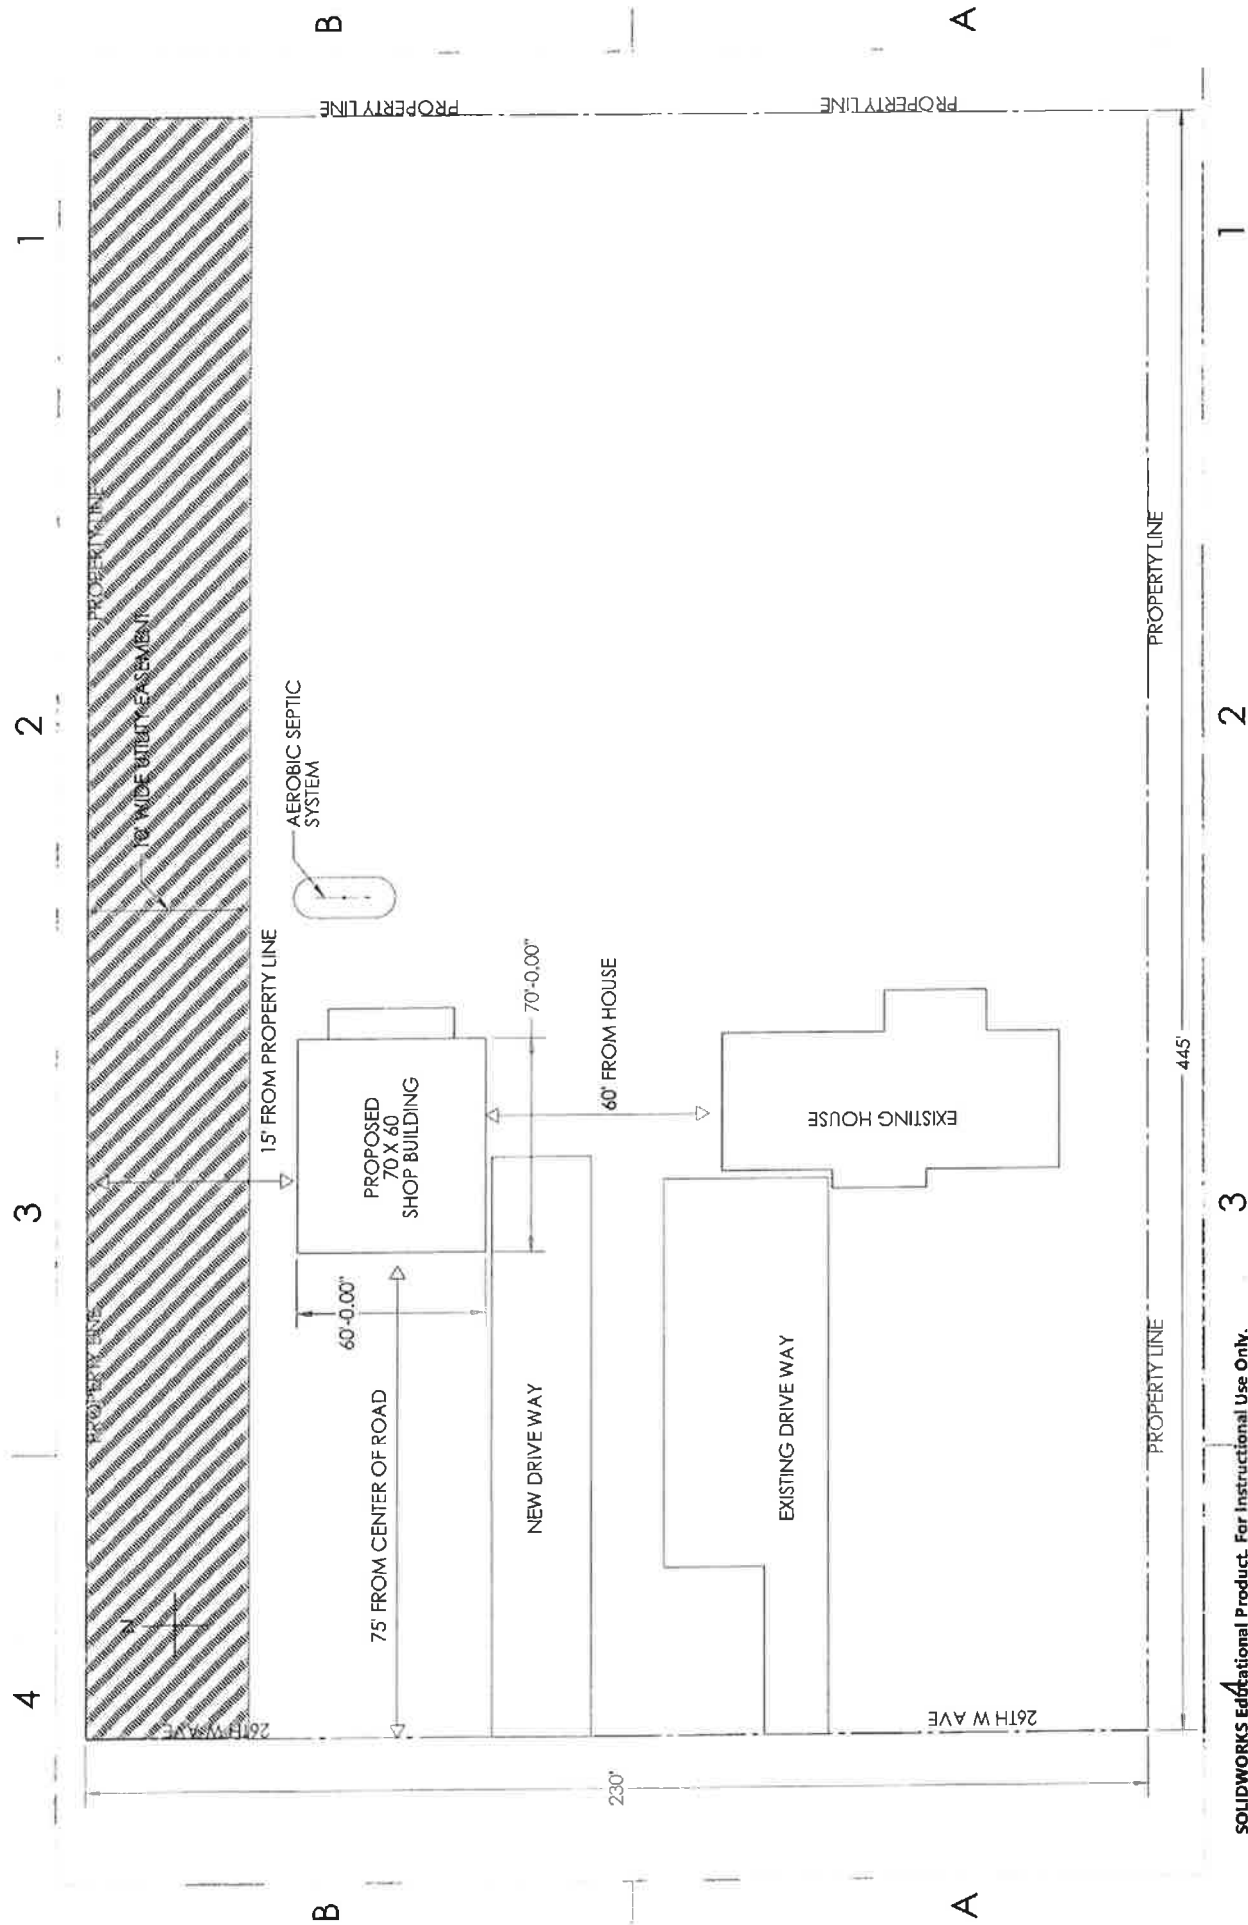 4
3
2
1
B
B
26TH W AVE
N
PROPERTY LINE
PROPERTY LINE
10' WIDE UTILITY EASEMENT
PROPERTY LINE
15' FROM PROPERTY LINE
AEROBIC SEPTIC
SYSTEM
PROPOSED
70 X 60
SHOP BUILDING
60'-0.00"
75' FROM CENTER OF ROAD
70'-0.00"
NEW DRIVE WAY
60' FROM HOUSE
230'
EXISTING DRIVE WAY
EXISTING HOUSE
26TH W AVE
PROPERTY LINE
A
A
PROPERTY LINE
PROPERTY LINE
445'
4
3
2
1
SOLIDWORKS Educational Product. For Instructional Use Only.